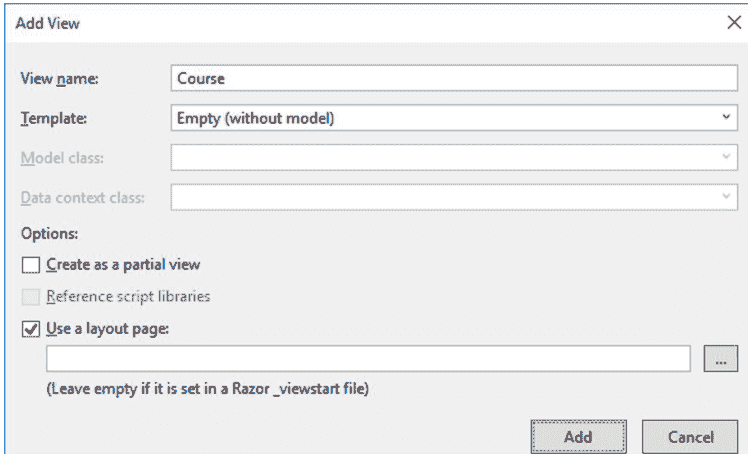 Add View
View name: Course
Template: Empty (without model)
Model class:
Data context class:
Options:
Create as a partial view
Reference script libraries
Use a layout page:
...
(Leave empty if it is set in a Razor _viewstart file)
Add Cancel